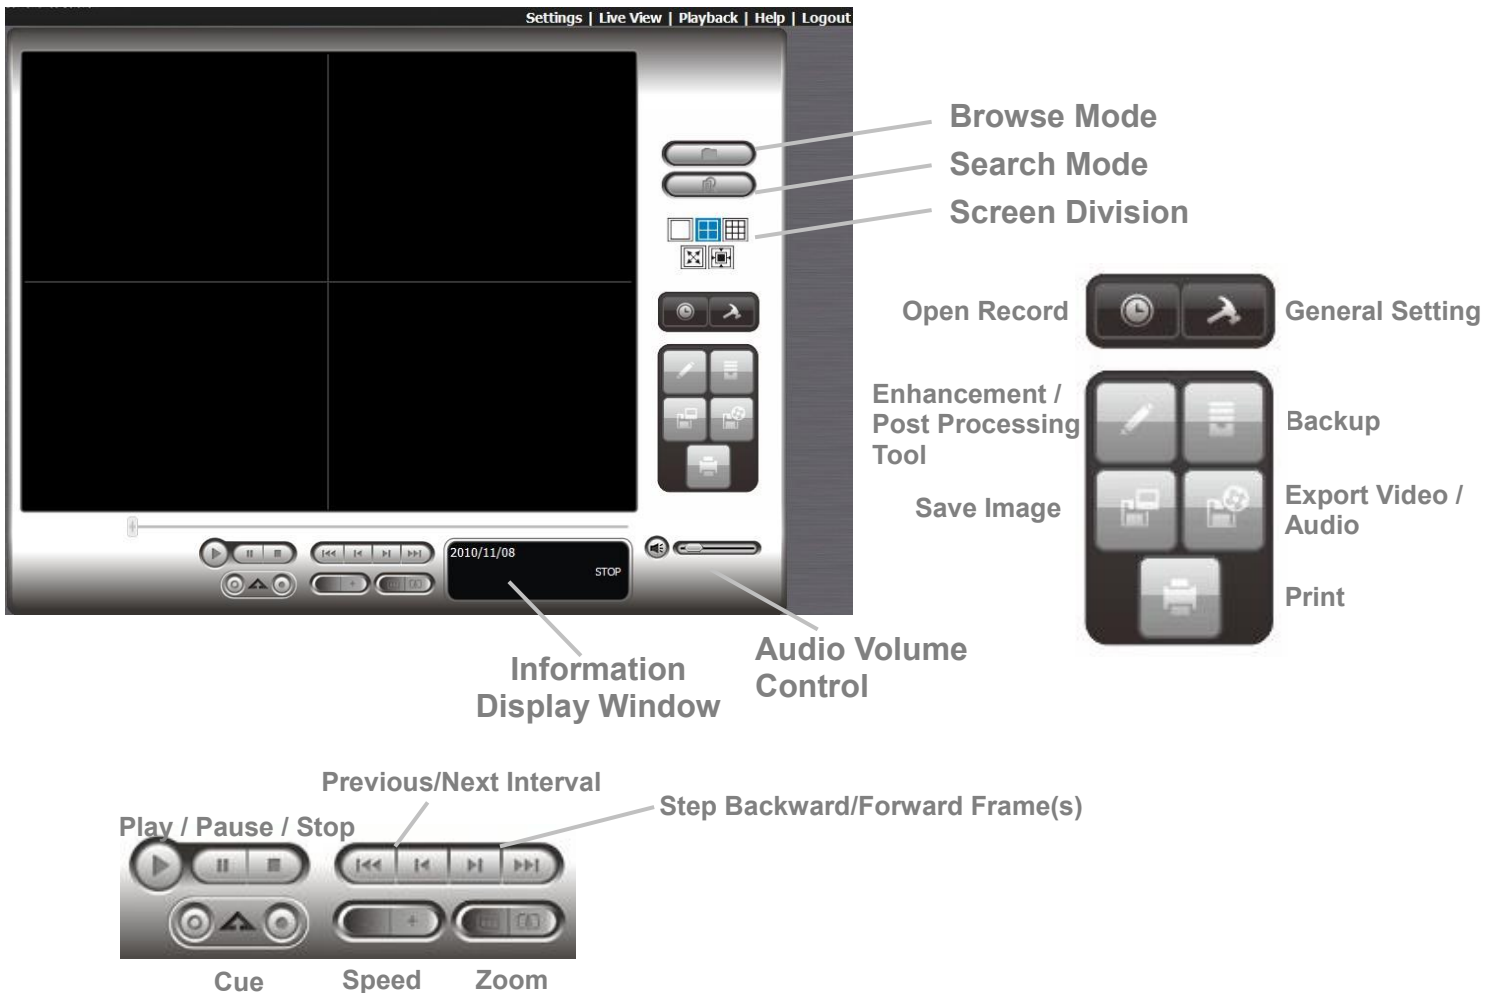 Settings | Live View | Playback | Help | Logout
Browse Mode
Search Mode
Screen Division
Open Record
General Setting
Enhancement /
Post Processing
Tool
Backup
Save Image
Export Video /
Audio
Print
2010/11/08
STOP
Information
Display Window
Audio Volume
Control
Previous/Next Interval
Step Backward/Forward Frame(s)
Play / Pause / Stop
Cue
Speed
Zoom